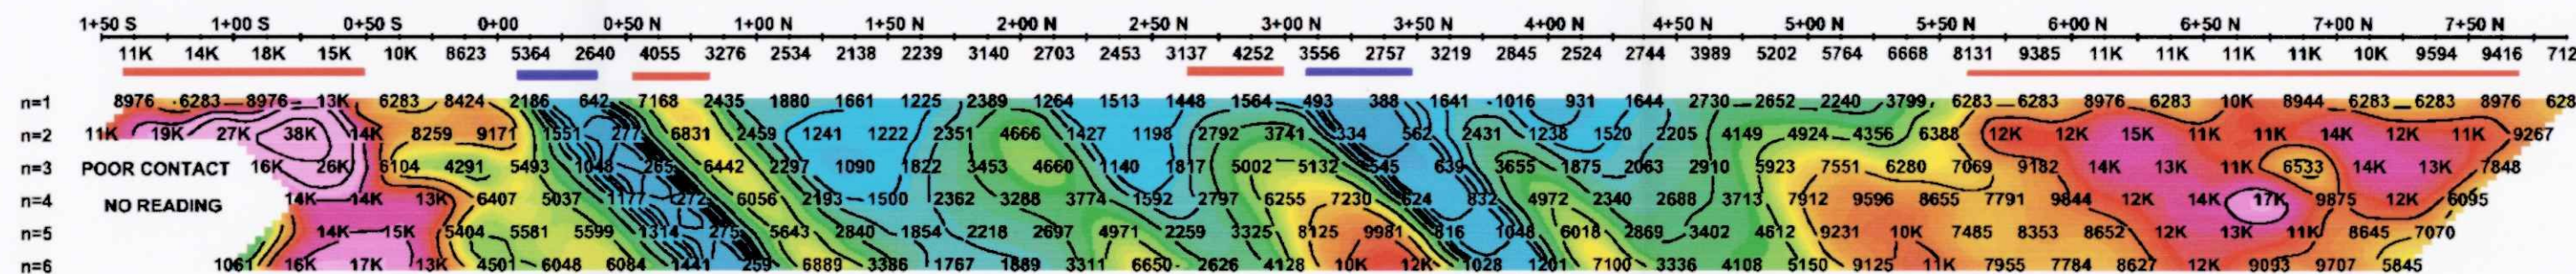 1+50 S 1+00 S 0+50 S 0+00 0+50 N 1+00 N 1+50 N 2+00 N 2+50 N 3+00 N 3+50 N 4+00 N 4+50 N 5+00 N 5+50 N 6+00 N 6+50 N 7+00 N 7+50 N
11K 14K 18K 15K 10K 8623 5364 2640 4055 3276 2534 2138 2239 3140 2703 2453 3137 4252 3556 2757 3219 2845 2524 2744 3989 5202 5764 6668 8131 9385 11K 11K 11K 11K 10K 9594 9416 712
n=1 8976 6283 8976 13K 6283 8424 2186 642 7168 2435 1880 1661 1225 2389 1264 1513 1448 1564 493 388 1641 1016 931 1644 2730 2652 2240 3799 6283 6283 8976 6283 10K 8944 6283 6283 8976 628
n=2 11K 19K 27K 38K 14K 8259 9171 1551 277 6831 2459 1241 1222 2351 4666 1427 1198 2792 3741 334 562 2431 1238 1520 2205 4149 4924 4356 6388 12K 12K 15K 11K 11K 14K 12K 11K 9267
n=3 POOR CONTACT 16K 26K 6104 4291 5493 1048 265 6442 2297 1090 1822 3453 4660 1140 1817 5002 5132 545 639 3655 1875 2063 2910 5923 7551 6280 7069 9182 14K 13K 11K 6533 14K 13K 7848
n=4 NO READING 14K 14K 13K 6407 5037 1177 272 6056 2193 1500 2362 3288 3774 1592 2797 6255 7230 624 832 4972 2340 2688 3713 7912 9596 8655 7791 9844 12K 14K 17K 9875 12K 6095
n=5 14K 15K 5404 5581 5599 1314 275 5643 2840 1854 2218 2697 4971 2259 3325 8125 9981 816 1048 6018 2869 3402 4612 9231 10K 7485 8353 8652 12K 13K 11K 8645 7070
n=6 1061 16K 17K 13K 4501 6048 6084 1441 259 6889 3386 1767 1889 3311 6650 2626 4128 10K 12K 1028 1201 7100 3336 4108 5150 9125 11K 7955 7784 8627 12K 9093 9707 5845